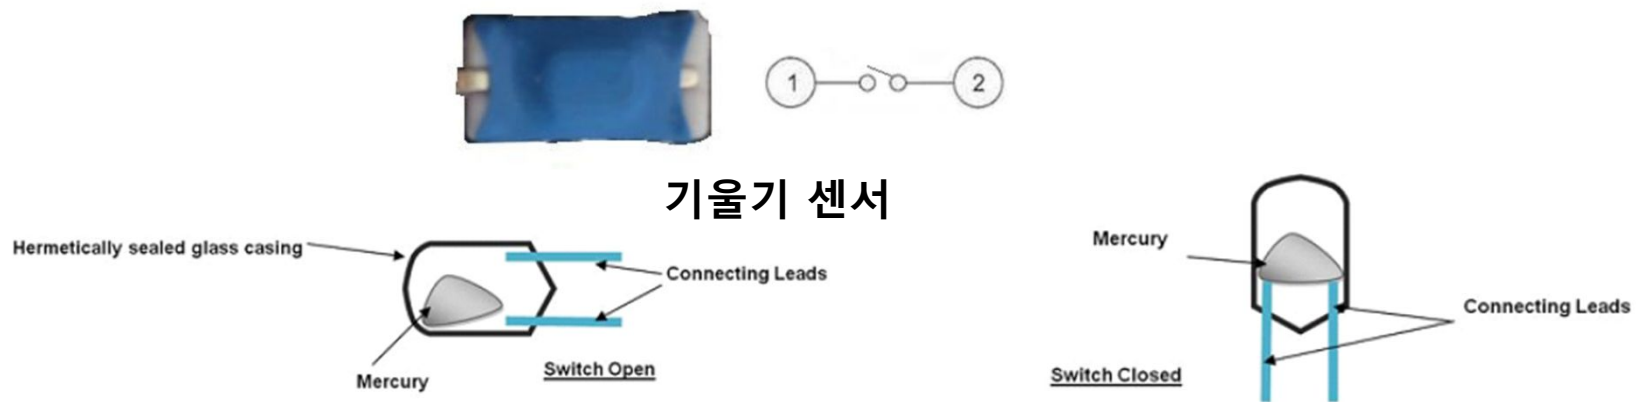 1
2
기울기 센서
Hermetically sealed glass casing
Connecting Leads
Mercury
Switch Open
Mercury
Connecting Leads
Switch Closed